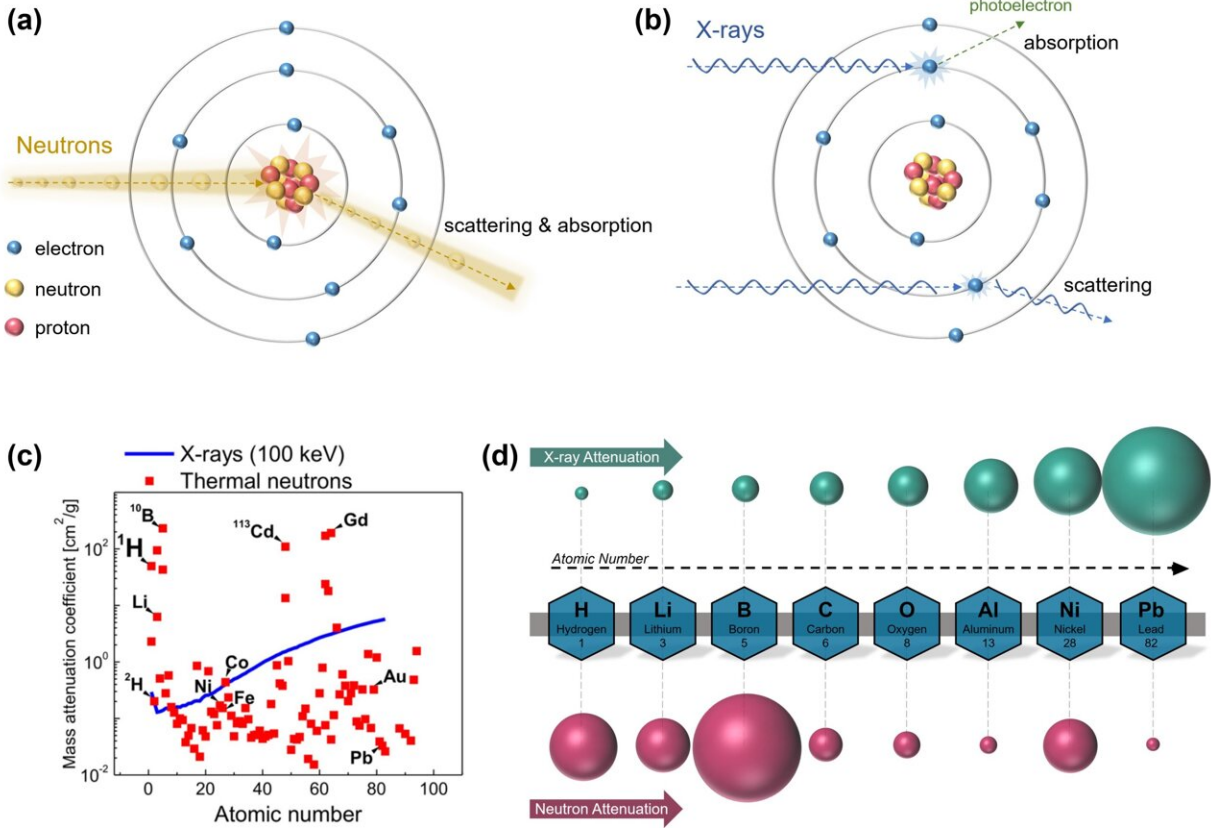 (a)
Neutrons
scattering & absorption
electron
neutron
proton
(b)
photoelectron
X-rays
absorption
scattering
(c)
X-rays (100 keV)
Thermal neutrons
Mass attenuation coefficient [cm²/g]
10²
10⁰
10⁻²
0
20
40
60
80
100
Atomic number
¹⁰B
¹H
Li
²H
¹¹³Cd
Gd
Co
Ni
Fe
Au
Pb
(d)
X-ray Attenuation
Atomic Number
H
Hydrogen
1
Li
Lithium
3
B
Boron
5
C
Carbon
6
O
Oxygen
8
Al
Aluminum
13
Ni
Nickel
28
Pb
Lead
82
Neutron Attenuation